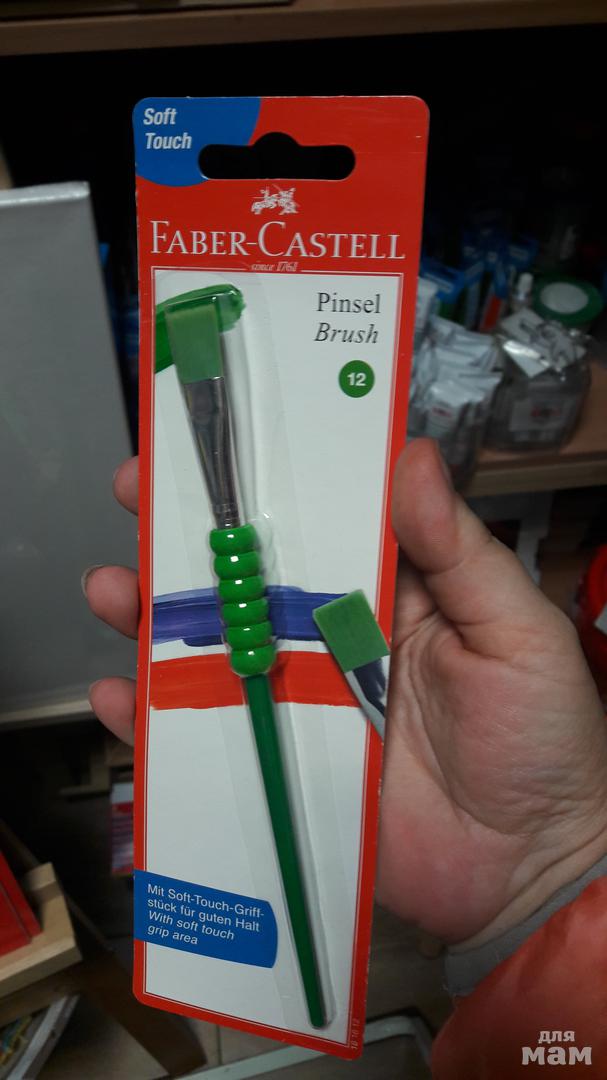 Soft
Touch
FABER-CASTELL
since 1761
Pinsel
Brush
12
Mit Soft-Touch-Griff-
stück für guten Halt
With soft touch
grip area
для
мам